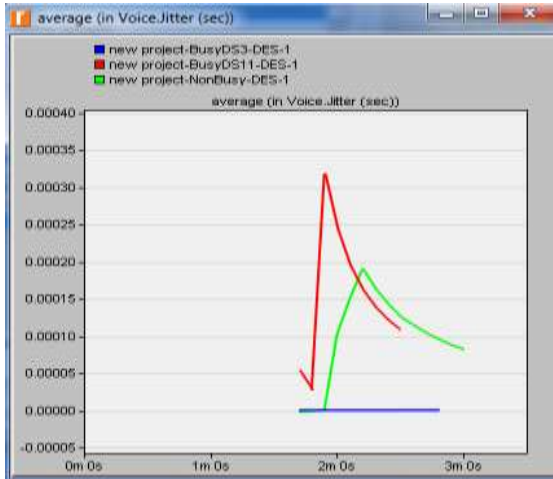 average (in Voice.Jitter (sec))
new project-BusyDS3-DES-1
new project-BusyDS11-DES-1
new project-NonBusy-DES-1
average (in Voice.Jitter (sec))
0.00040
0.00035
0.00030
0.00025
0.00020
0.00015
0.00010
0.00005
0.00000
-0.00005
0m 0s 1m 0s 2m 0s 3m 0s